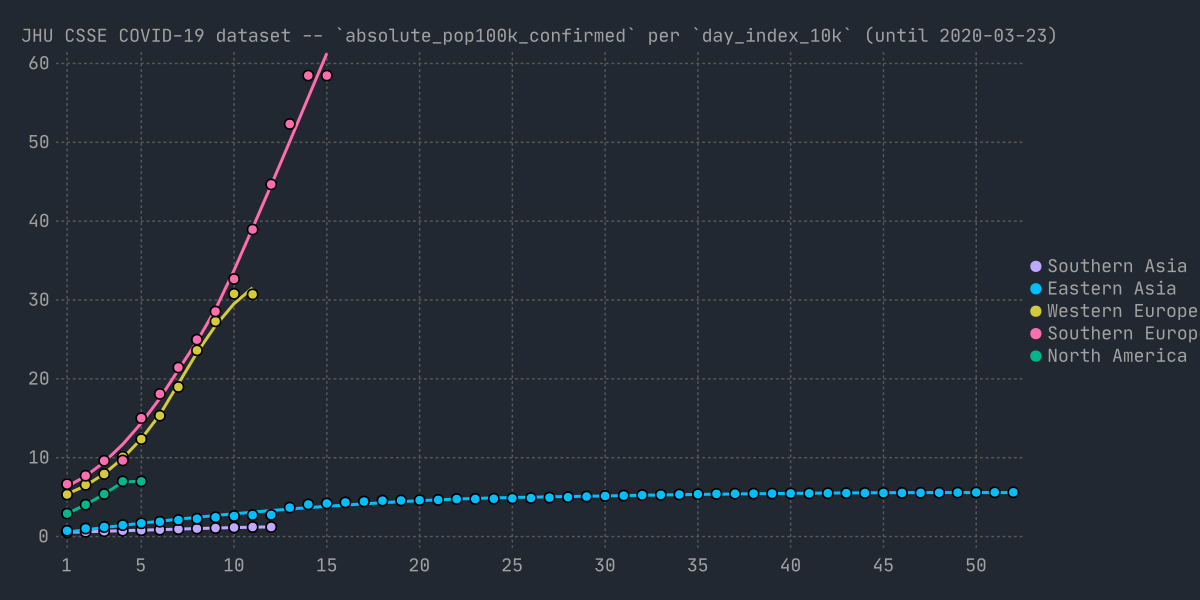 JHU CSSE COVID-19 dataset -- `absolute_pop100k_confirmed` per `day_index_10k` (until 2020-03-23)
60
50
40
30
20
10
0
1 5 10 15 20 25 30 35 40 45 50
Southern Asia
Eastern Asia
Western Europe
Southern Europ
North America